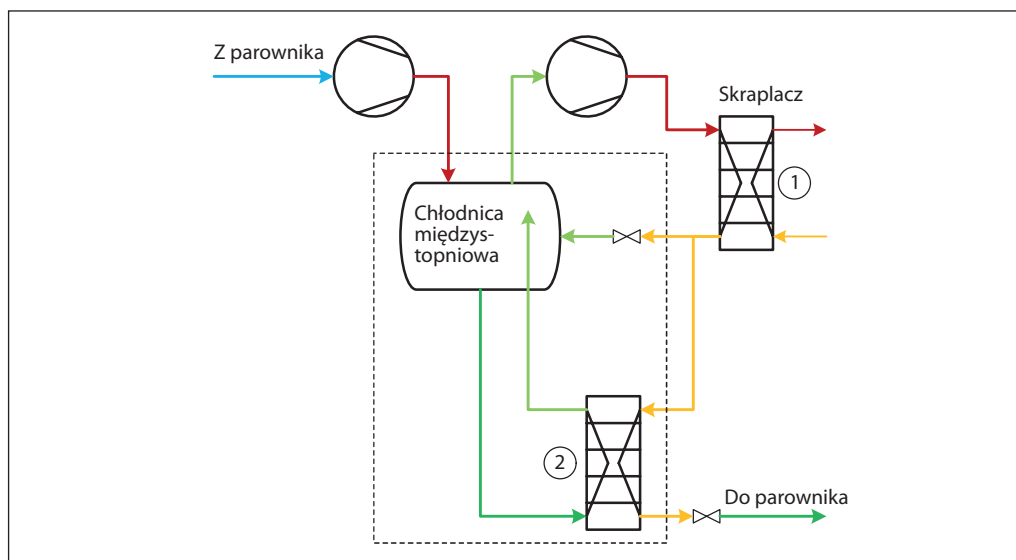 Z parownika
Skraplacz
1
Chłodnica
międzys-
topniowa
2
Do parownika